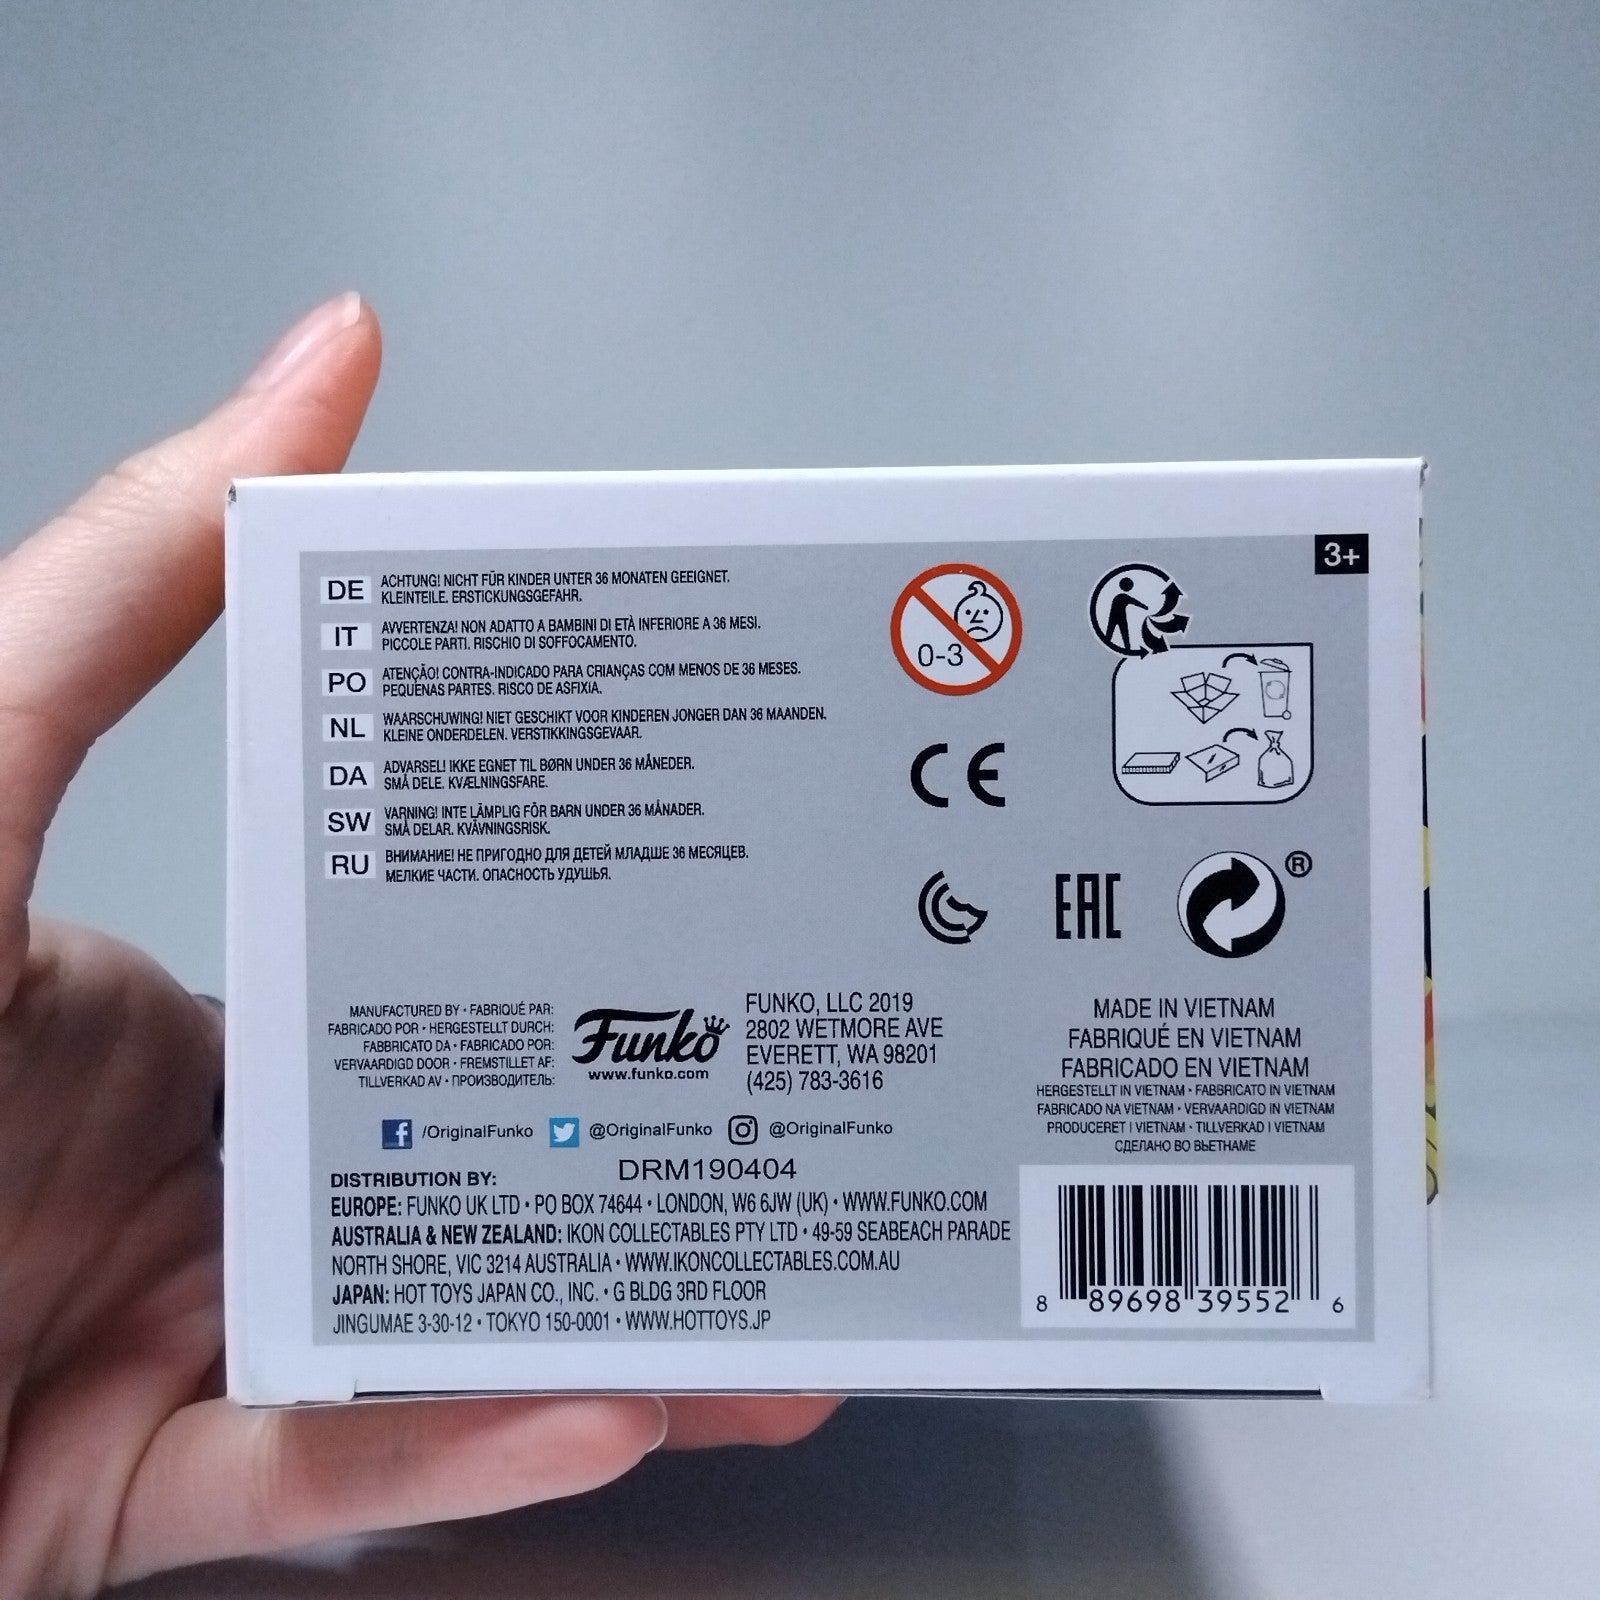 3+
DE ACHTUNG! NICHT FÜR KINDER UNTER 36 MONATEN GEEIGNET.
KLEINTEILE. ERSTICKUNGSGEFAHR.
IT AVVERTENZA! NON ADATTO A BAMBINI DI ETÀ INFERIORE A 36 MESI.
PICCOLE PARTI. RISCHIO DI SOFFOCAMENTO.
PO ATENÇÃO! CONTRA-INDICADO PARA CRIANÇAS COM MENOS DE 36 MESES.
PEQUENAS PARTES. RISCO DE ASFIXIA.
NL WAARSCHUWING! NIET GESCHIKT VOOR KINDEREN JONGER DAN 36 MAANDEN.
KLEINE ONDERDELEN. VERSTIKKINGSGEVAAR.
DA ADVARSEL! IKKE EGNET TIL BØRN UNDER 36 MÅNEDER.
SMÅ DELE. KVÆLNINGSFARE.
SW VARNING! INTE LÄMPLIG FÖR BARN UNDER 36 MÅNADER.
SMÅ DELAR. KVÄVNINGSRISK.
RU ВНИМАНИЕ! НЕ ПРИГОДНО ДЛЯ ДЕТЕЙ МЛАДШЕ 36 МЕСЯЦЕВ.
МЕЛКИЕ ЧАСТИ. ОПАСНОСТЬ УДУШЬЯ.
0-3
CE
EAC
®
MANUFACTURED BY • FABRIQUÉ PAR:
FABRICADO POR • HERGESTELLT DURCH:
FABBRICATO DA • FABRICADO POR:
VERVAARDIGD DOOR • FREMSTILLET AF:
TILLVERKAD AV • ПРОИЗВОДИТЕЛЬ:
Funko
www.funko.com
FUNKO, LLC 2019
2802 WETMORE AVE
EVERETT, WA 98201
(425) 783-3616
MADE IN VIETNAM
FABRIQUÉ EN VIETNAM
FABRICADO EN VIETNAM
HERGESTELLT IN VIETNAM • FABBRICATO IN VIETNAM
FABRICADO NA VIETNAM • VERVAARDIGD IN VIETNAM
PRODUCERET I VIETNAM • TILLVERKAD I VIETNAM
СДЕЛАНО ВО ВЬЕТНАМЕ
/OriginalFunko @OriginalFunko @OriginalFunko
DISTRIBUTION BY: DRM190404
EUROPE: FUNKO UK LTD • PO BOX 74644 • LONDON, W6 6JW (UK) • WWW.FUNKO.COM
AUSTRALIA & NEW ZEALAND: IKON COLLECTABLES PTY LTD • 49-59 SEABEACH PARADE
NORTH SHORE, VIC 3214 AUSTRALIA • WWW.IKONCOLLECTABLES.COM.AU
JAPAN: HOT TOYS JAPAN CO., INC. • G BLDG 3RD FLOOR
JINGUMAE 3-30-12 • TOKYO 150-0001 • WWW.HOTTOYS.JP
8 89698 39552 6